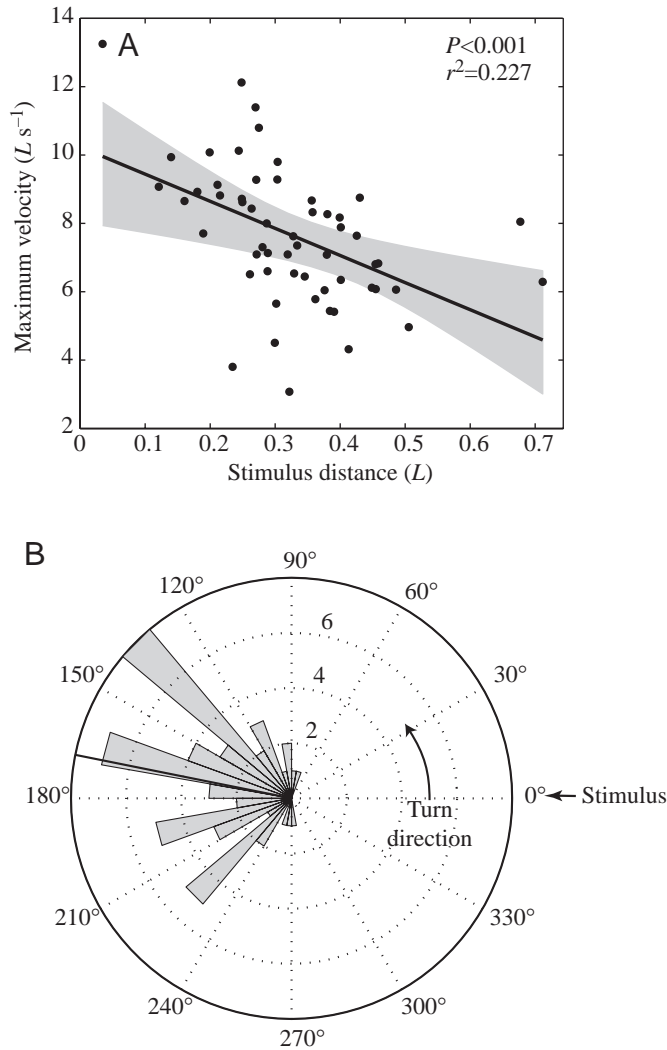 14
A
P<0.001
r²=0.227
12
10
8
6
4
2
Maximum velocity (L s⁻¹)
0 0.1 0.2 0.3 0.4 0.5 0.6 0.7
Stimulus distance (L)
B
90°
120° 60°
6
150° 4 30°
2
180° 0° Stimulus
Turn
direction
210° 330°
240° 300°
270°